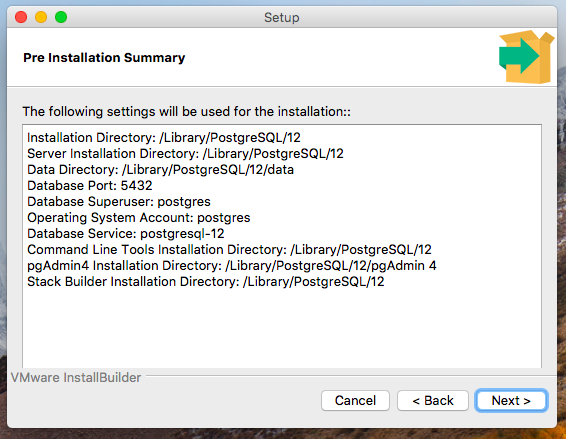 Setup
Pre Installation Summary
The following settings will be used for the installation::
Installation Directory: /Library/PostgreSQL/12
Server Installation Directory: /Library/PostgreSQL/12
Data Directory: /Library/PostgreSQL/12/data
Database Port: 5432
Database Superuser: postgres
Operating System Account: postgres
Database Service: postgresql-12
Command Line Tools Installation Directory: /Library/PostgreSQL/12
pgAdmin4 Installation Directory: /Library/PostgreSQL/12/pgAdmin 4
Stack Builder Installation Directory: /Library/PostgreSQL/12
VMware InstallBuilder
Cancel < Back Next >